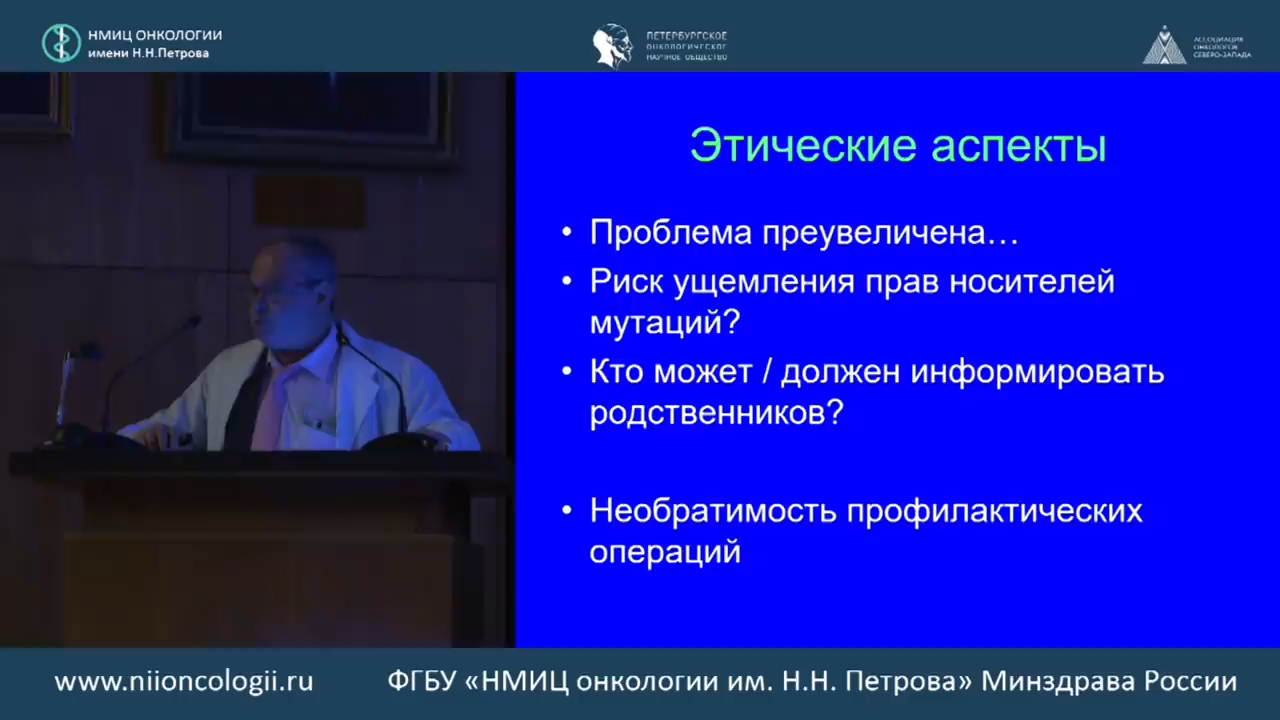 НМИЦ ОНКОЛОГИИ
имени Н.Н.Петрова
ПЕТЕРБУРГСКОЕ
ОНКОЛОГИЧЕСКОЕ
НАУЧНОЕ ОБЩЕСТВО
АССОЦИАЦИЯ
ОНКОЛОГОВ
СЕВЕРО-ЗАПАДА
Этические аспекты
• Проблема преувеличена...
• Риск ущемления прав носителей
мутаций?
• Кто может / должен информировать
родственников?
• Необратимость профилактических
операций
www.niioncologii.ru
ФГБУ «НМИЦ онкологии им. Н.Н. Петрова» Минздрава России